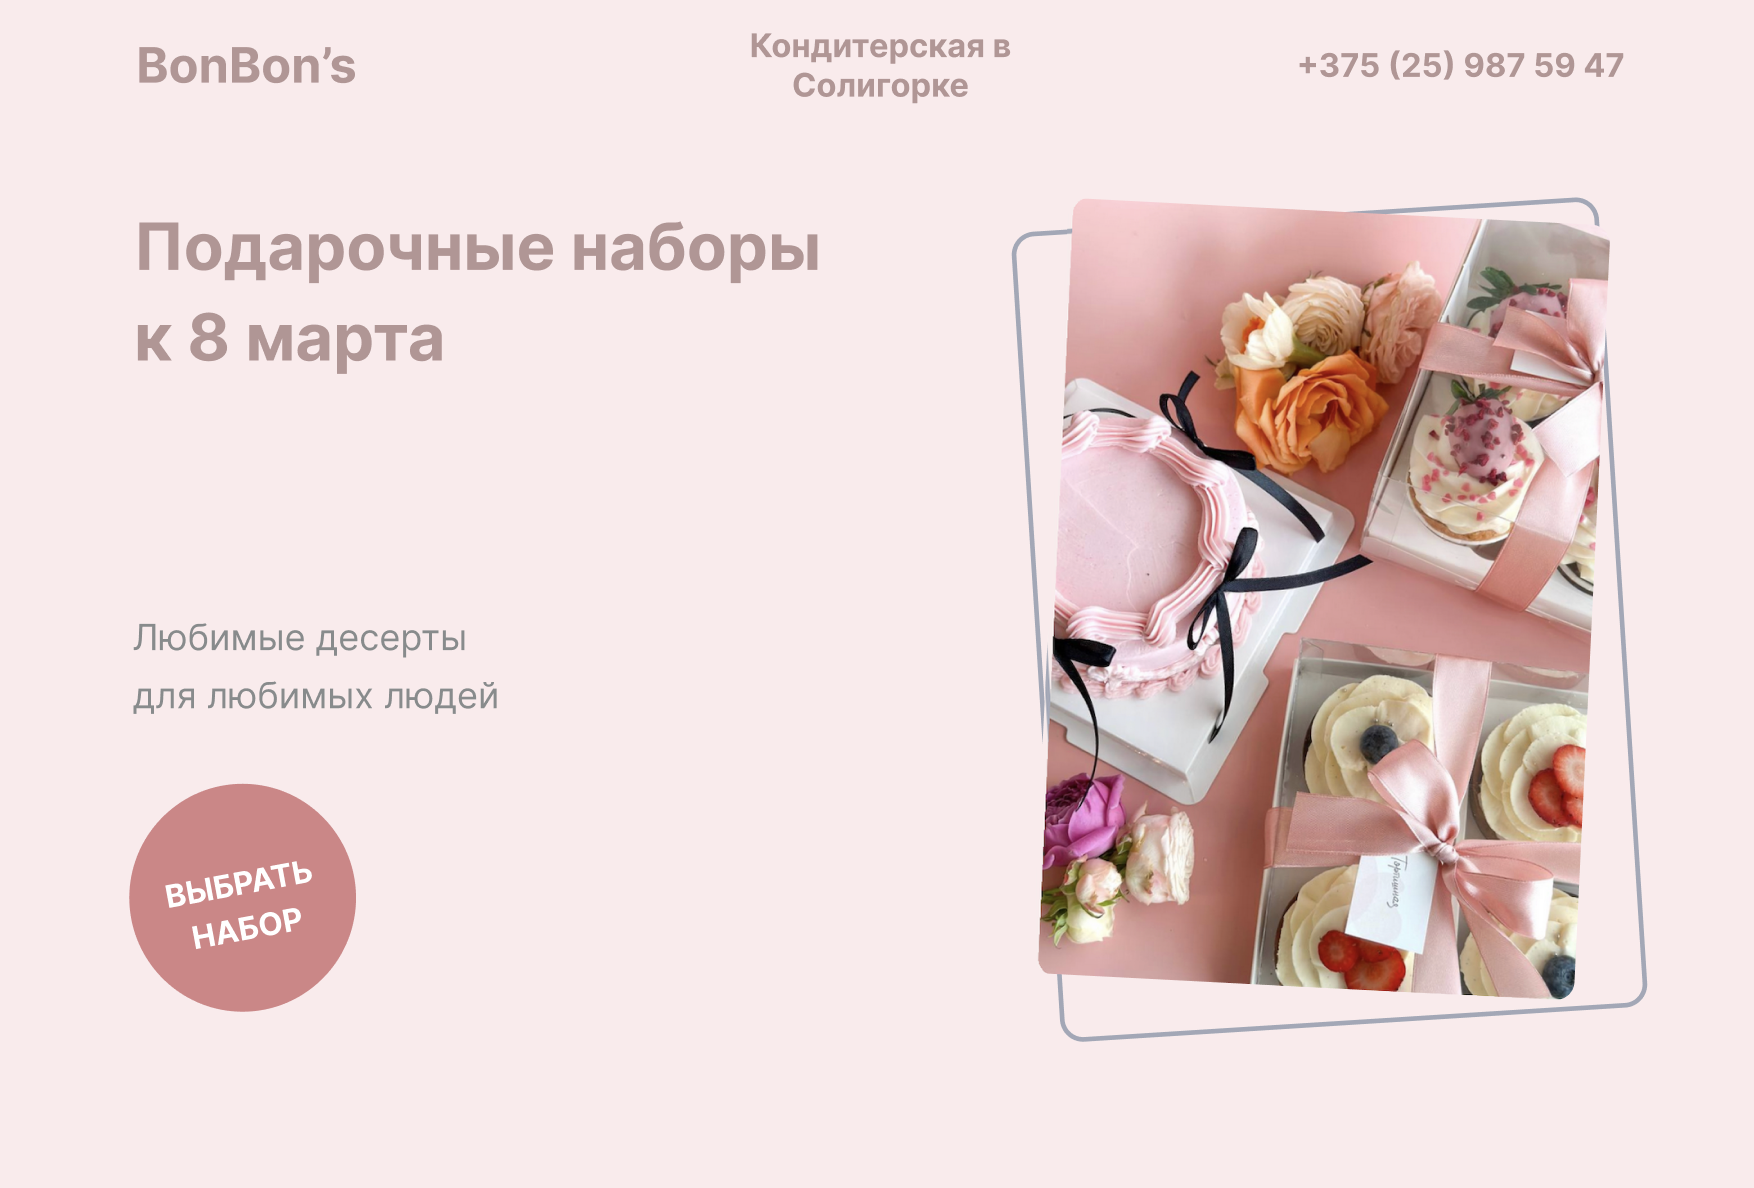 BonBon’s
Кондитерская в
Солигорке
+375 (25) 987 59 47
Подарочные наборы
к 8 марта
Любимые десерты
для любимых людей
ВЫБРАТЬ
НАБОР